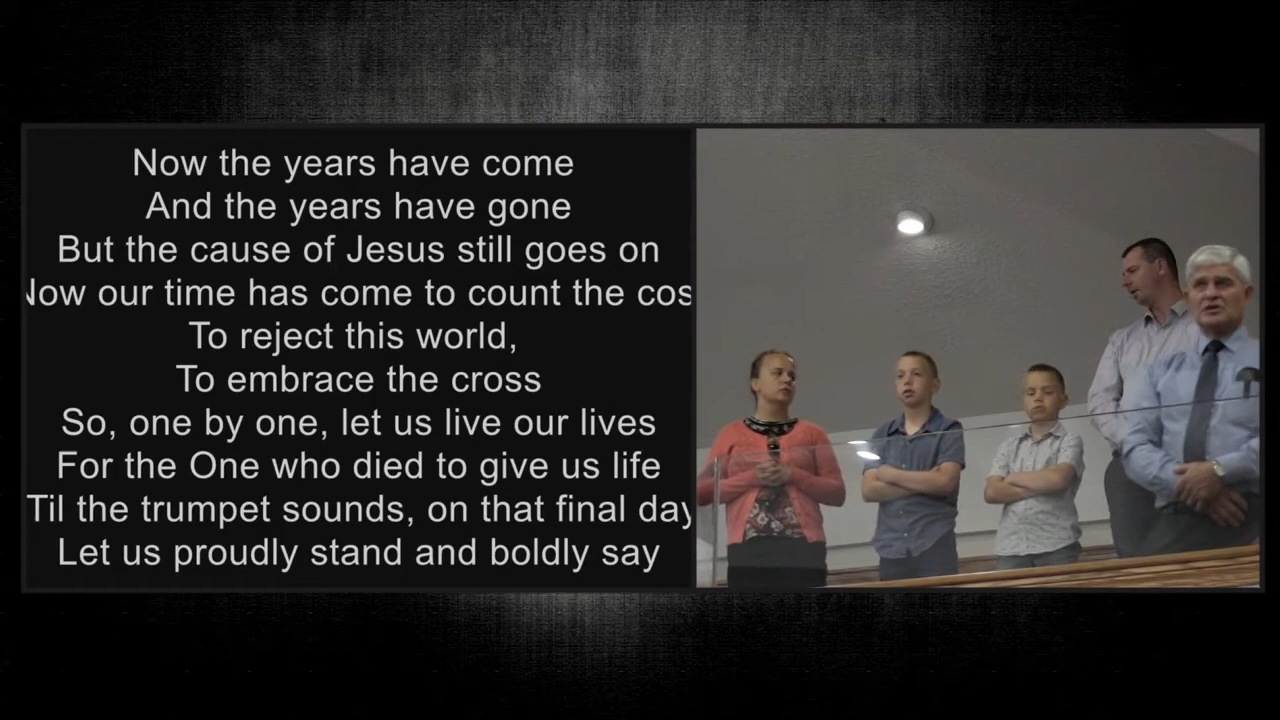 Now the years have come
And the years have gone
But the cause of Jesus still goes on
Now our time has come to count the cos
To reject this world,
To embrace the cross
So, one by one, let us live our lives
For the One who died to give us life
Til the trumpet sounds, on that final day
Let us proudly stand and boldly say